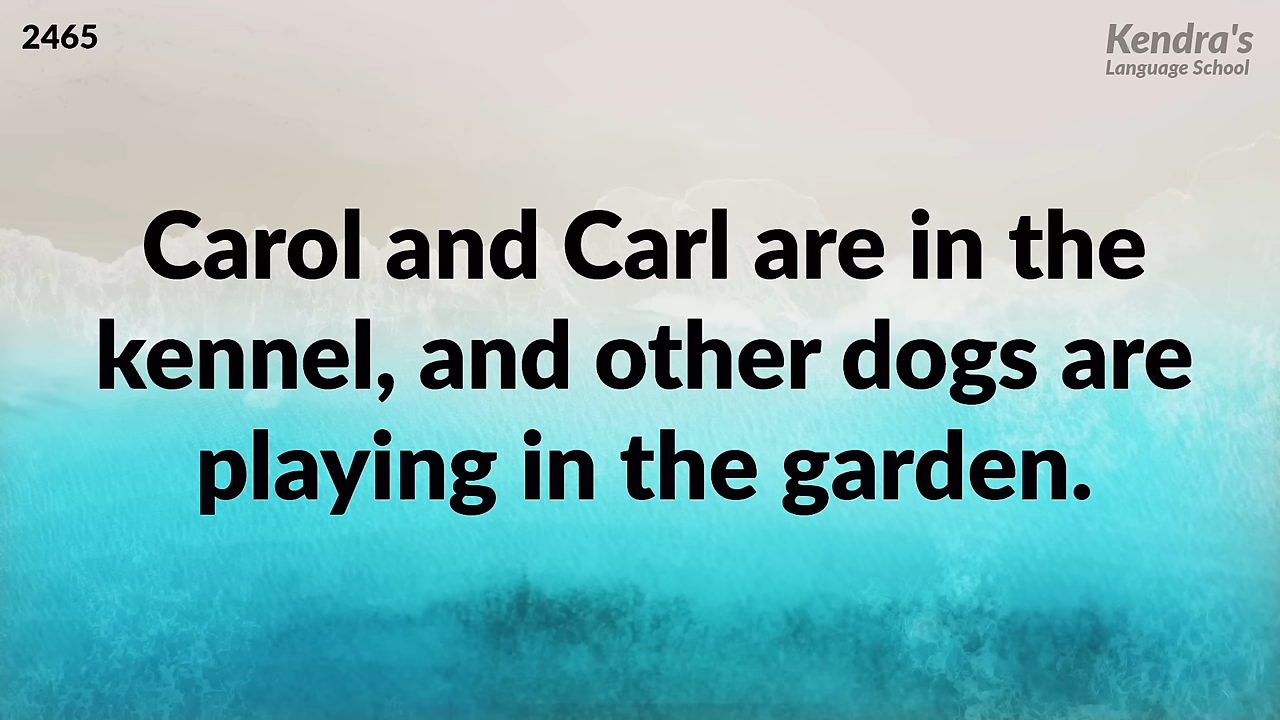 2465
Kendra's
Language School
Carol and Carl are in the
kennel, and other dogs are
playing in the garden.